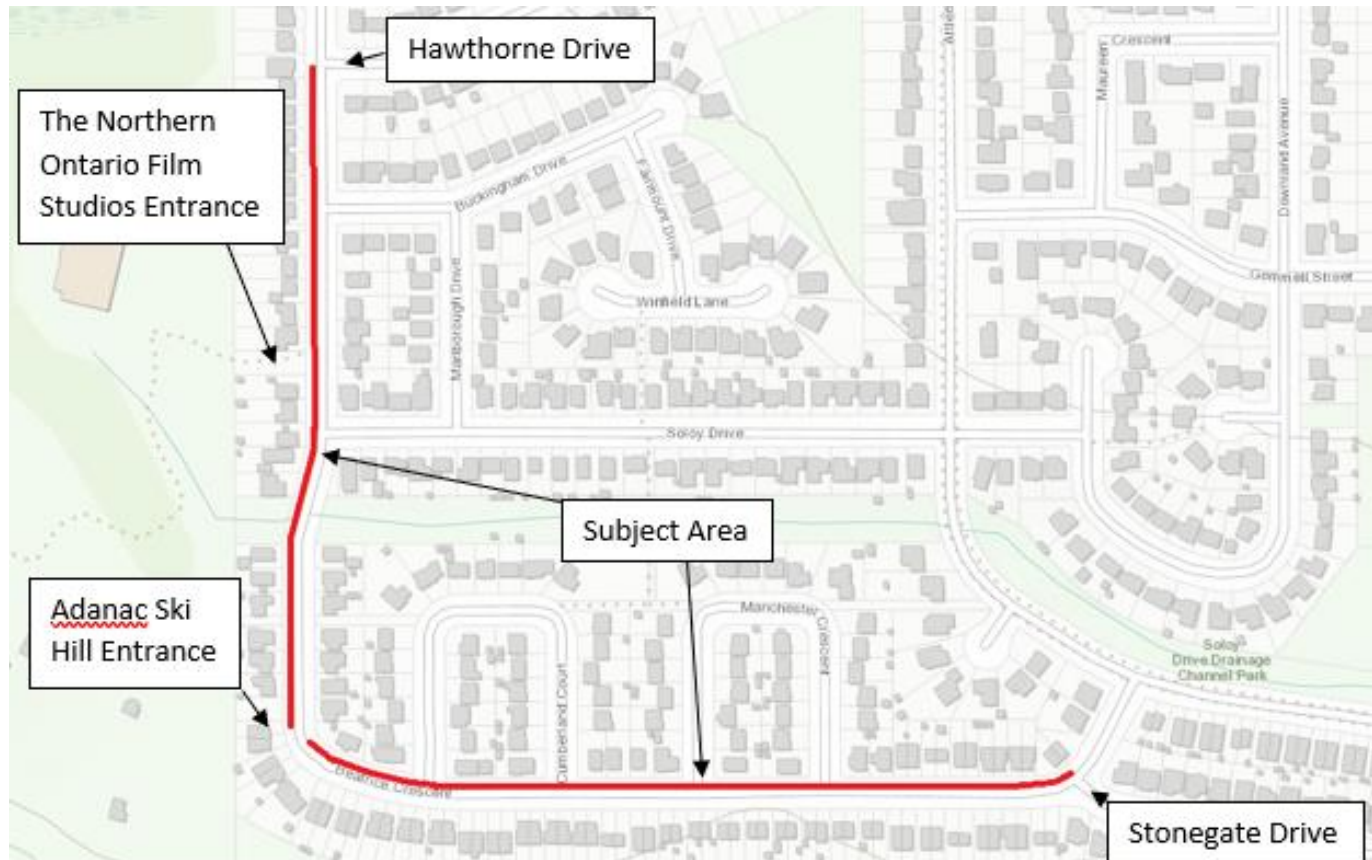 Hawthorne Drive
The Northern
Ontario Film
Studios Entrance
Maureen
Crescent
Downland Avenue
Buckingham Drive
Fairmount Drive
Winfield Lane
Gemmell Street
Marlborough Drive
Soloy Drive
Subject Area
Adanac Ski
Hill Entrance
Manchester
Crescent
Cumberland Court
Soloy
Drive Drainage
Channel Park
Beatrice Crescent
Stonegate Drive